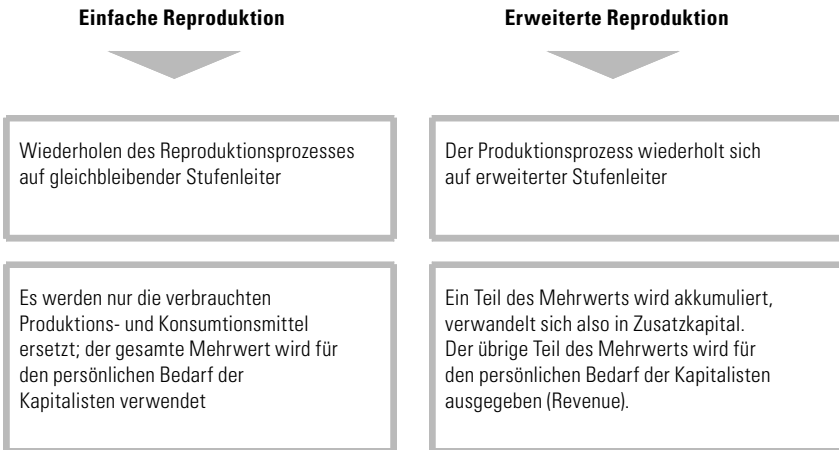 Einfache Reproduktion
Wiederholen des Reproduktionsprozesses
auf gleichbleibender Stufenleiter
Es werden nur die verbrauchten
Produktions- und Konsumtionsmittel
ersetzt; der gesamte Mehrwert wird für
den persönlichen Bedarf der
Kapitalisten verwendet
Erweiterte Reproduktion
Der Produktionsprozess wiederholt sich
auf erweiterter Stufenleiter
Ein Teil des Mehrwerts wird akkumuliert,
verwandelt sich also in Zusatzkapital.
Der übrige Teil des Mehrwerts wird für
den persönlichen Bedarf der Kapitalisten
ausgegeben (Revenue).